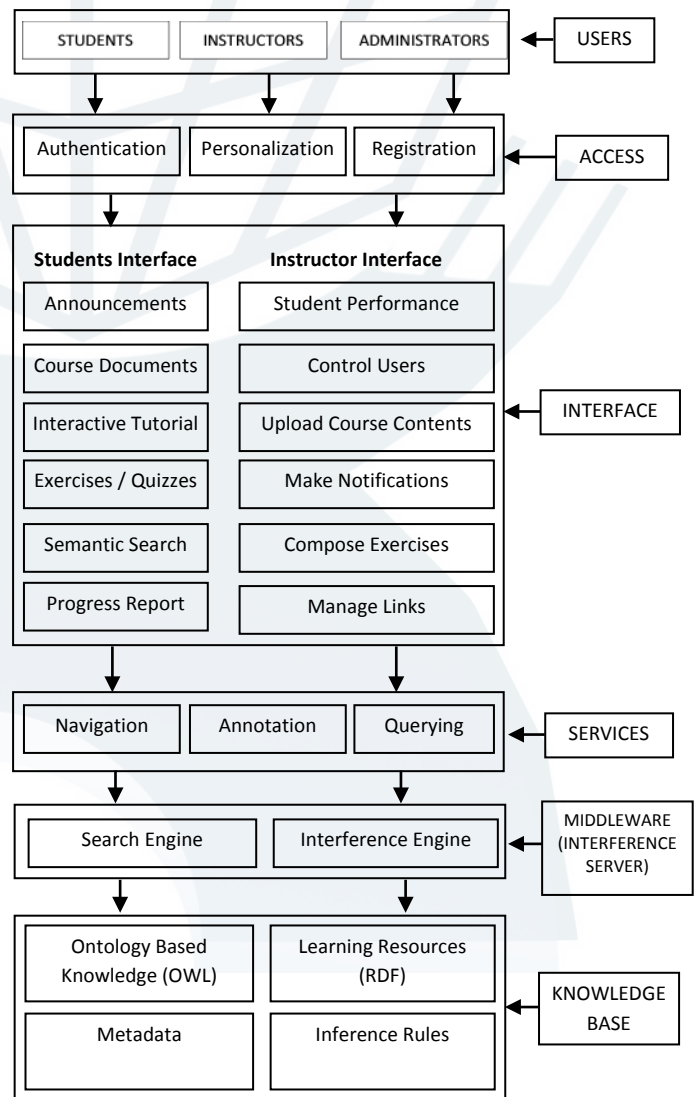 STUDENTS INSTRUCTORS ADMINISTRATORS USERS
Authentication Personalization Registration ACCESS
Students Interface Instructor Interface
Announcements Student Performance
Course Documents Control Users
Interactive Tutorial Upload Course Contents INTERFACE
Exercises / Quizzes Make Notifications
Semantic Search Compose Exercises
Progress Report Manage Links
Navigation Annotation Querying SERVICES
Search Engine Interference Engine
MIDDLEWARE
(INTERFERENCE
SERVER)
Ontology Based
Knowledge (OWL)
Learning Resources
(RDF)
Metadata Inference Rules
KNOWLEDGE
BASE